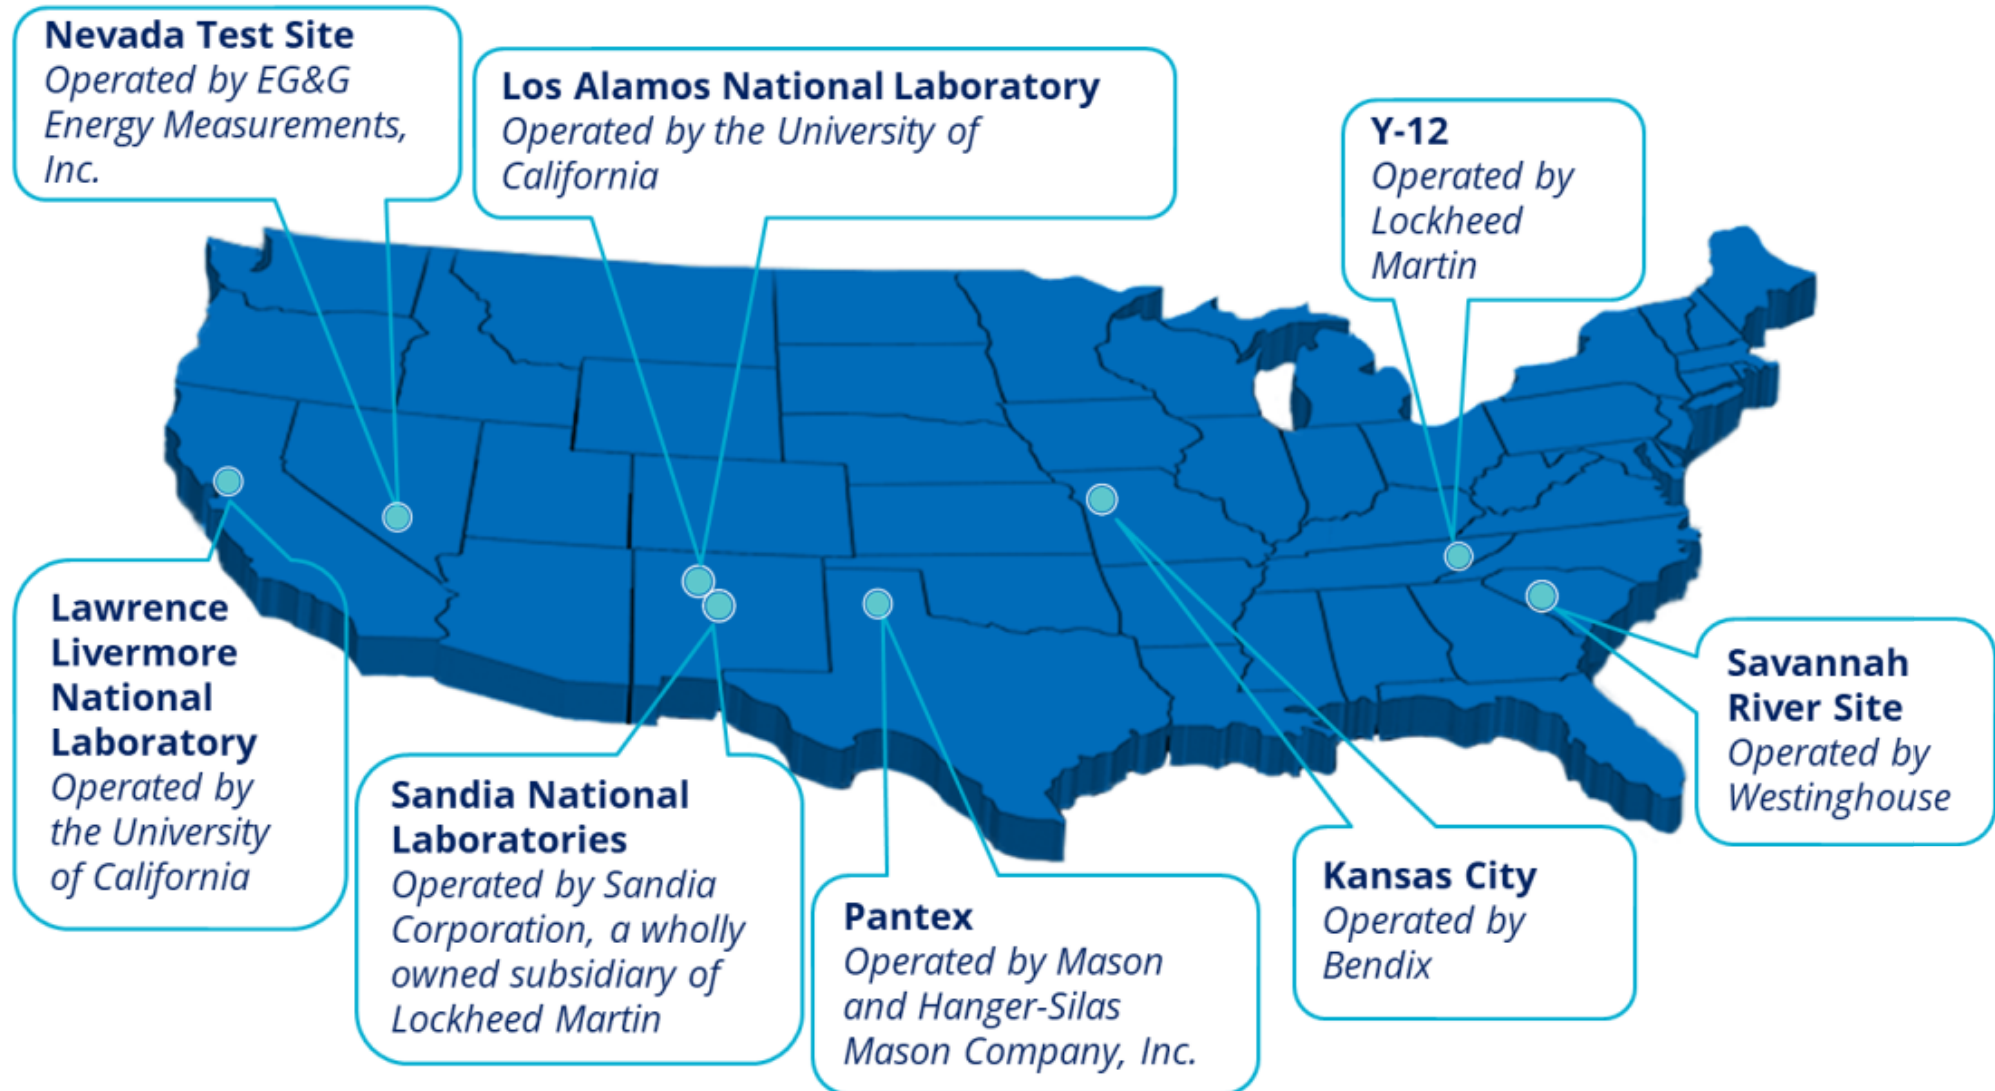 Nevada Test Site
Operated by EG&G
Energy Measurements,
Inc.
Los Alamos National Laboratory
Operated by the University of
California
Y-12
Operated by
Lockheed
Martin
Lawrence
Livermore
National
Laboratory
Operated by
the University
of California
Sandia National
Laboratories
Operated by Sandia
Corporation, a wholly
owned subsidiary of
Lockheed Martin
Pantex
Operated by Mason
and Hanger-Silas
Mason Company, Inc.
Kansas City
Operated by
Bendix
Savannah
River Site
Operated by
Westinghouse